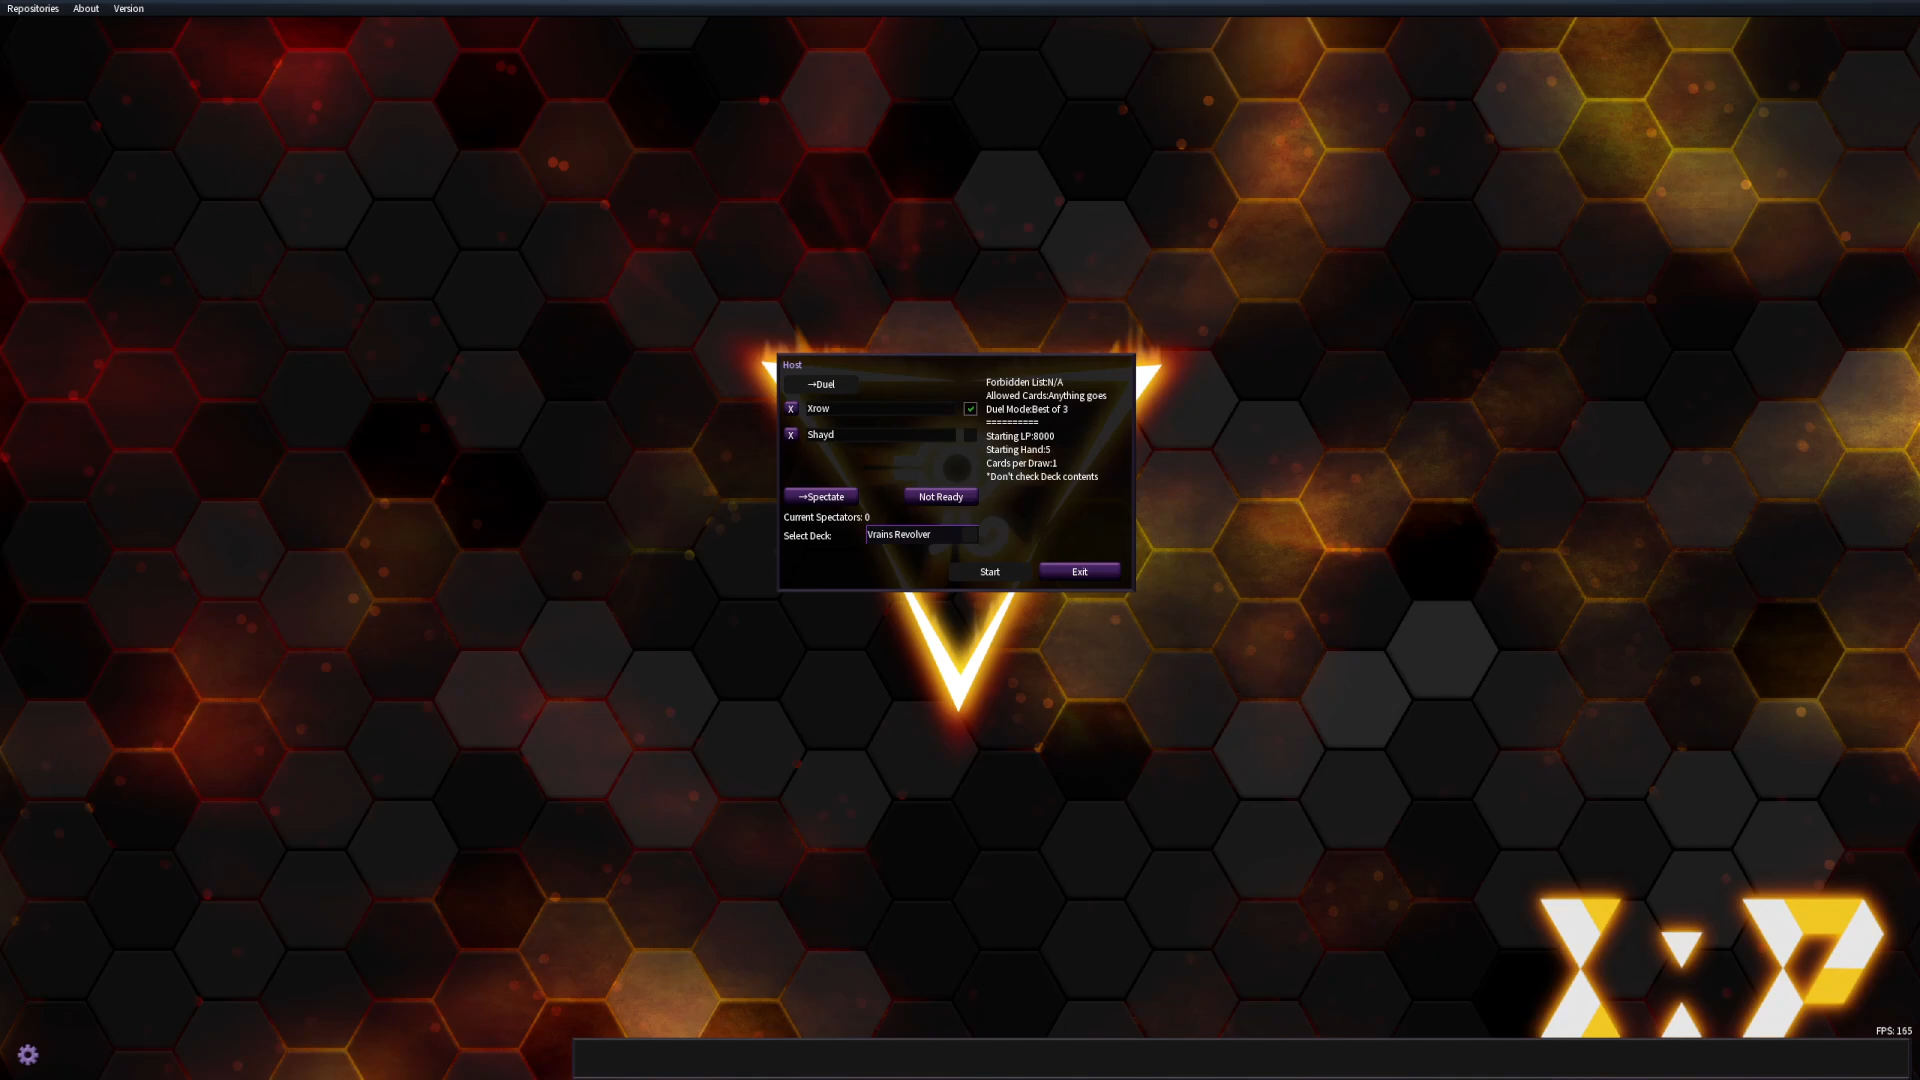 Repositories About Version
Host
→Duel
X Xrow
X Shayd
→Spectate Not Ready
Current Spectators: 0
Select Deck: Vrains Revolver
Forbidden List:N/A
Allowed Cards:Anything goes
Duel Mode:Best of 3
==========
Starting LP:8000
Starting Hand:5
Cards per Draw:1
*Don't check Deck contents
Start Exit
X:P
FPS: 165